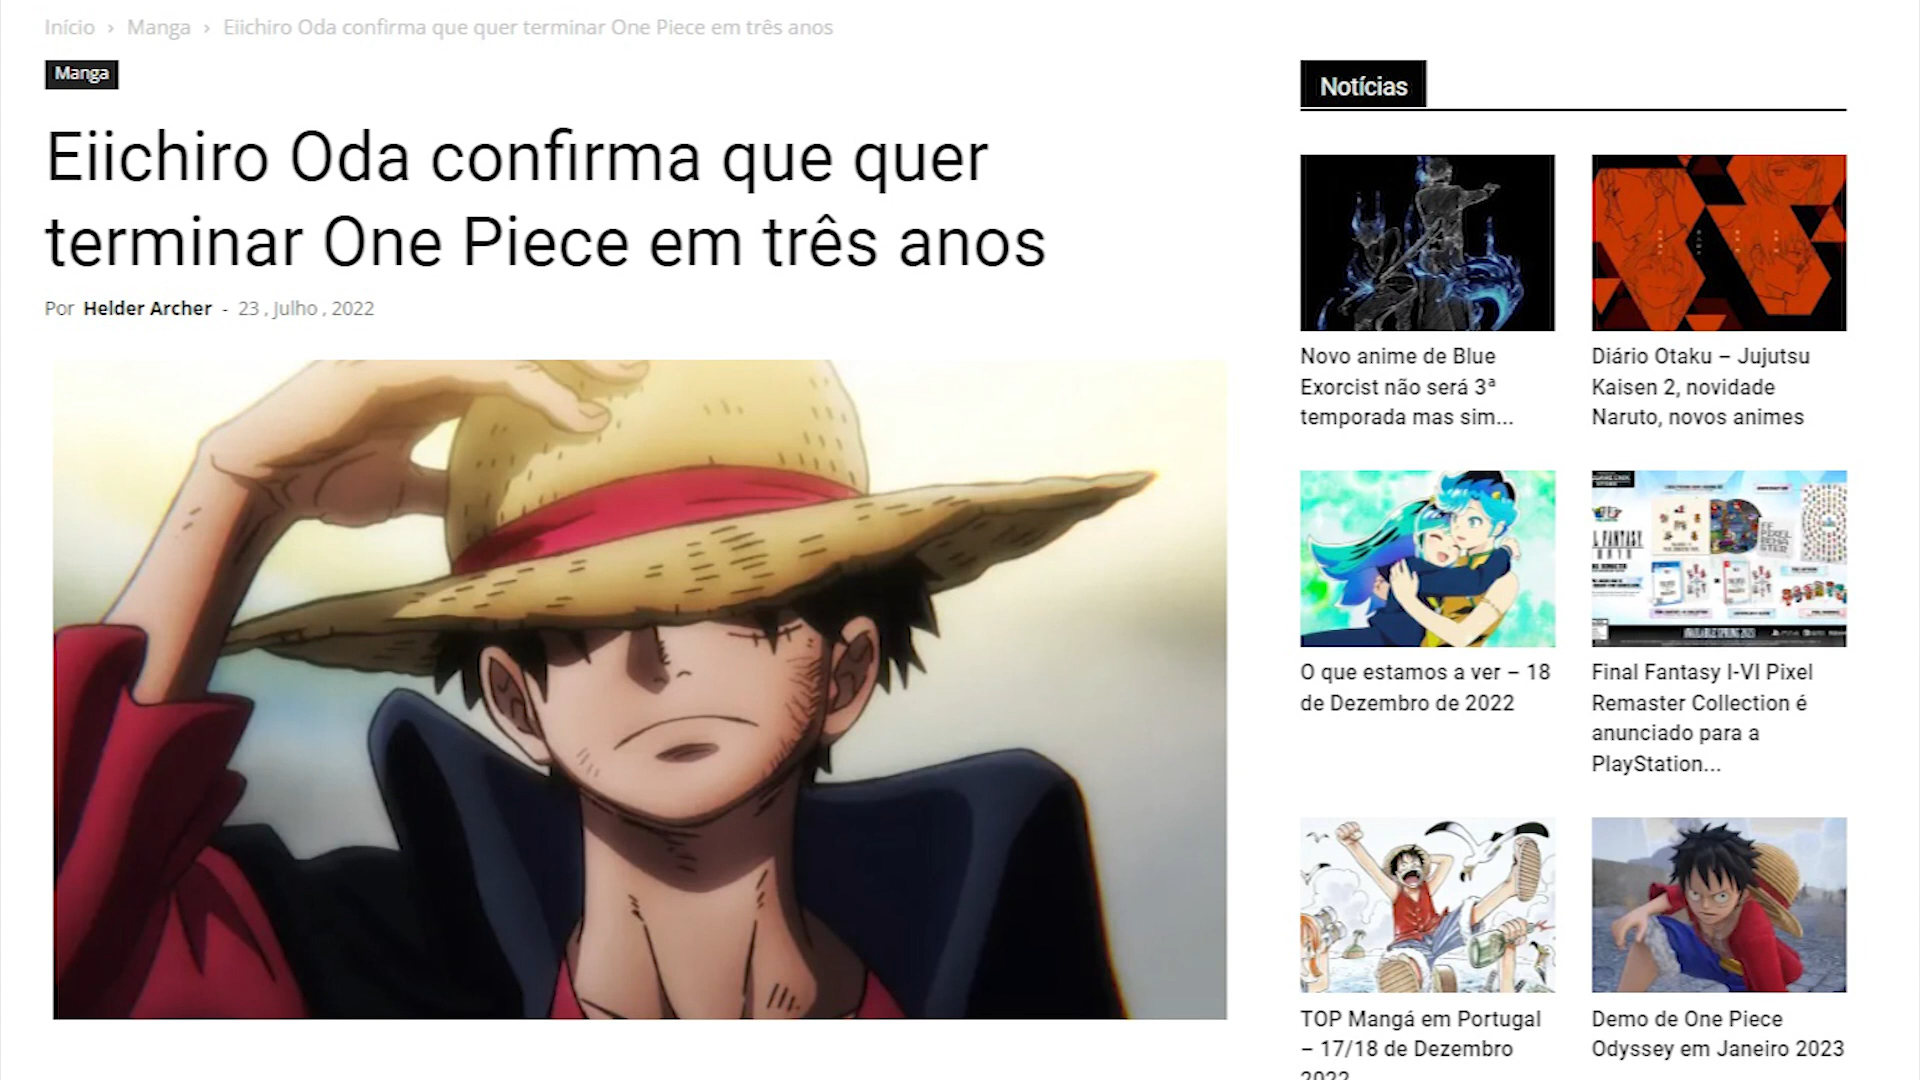 Início › Manga › Eiichiro Oda confirma que quer terminar One Piece em três anos
Manga
Eiichiro Oda confirma que quer
terminar One Piece em três anos
Por Helder Archer - 23 , Julho , 2022
Notícias
Novo anime de Blue
Exorcist não será 3ª
temporada mas sim...
Diário Otaku – Jujutsu
Kaisen 2, novidade
Naruto, novos animes
O que estamos a ver – 18
de Dezembro de 2022
Final Fantasy I-VI Pixel
Remaster Collection é
anunciado para a
PlayStation...
TOP Mangá em Portugal
– 17/18 de Dezembro
2022
Demo de One Piece
Odyssey em Janeiro 2023